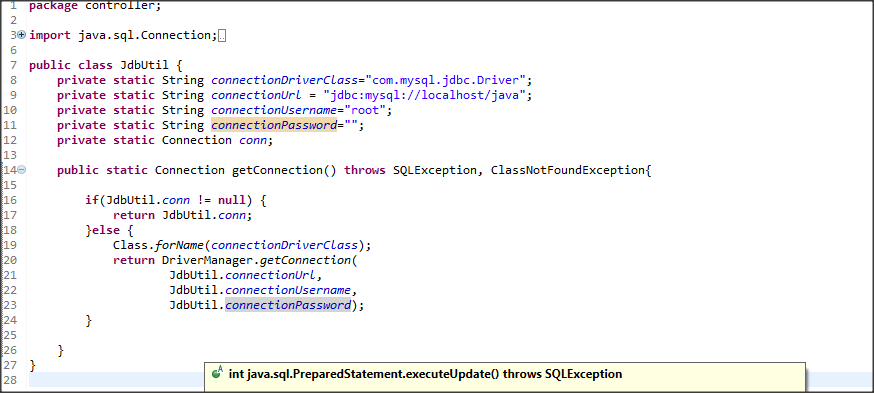 1 package controller;
2
3 import java.sql.Connection;
6
7 public class JdbUtil {
8 private static String connectionDriverClass="com.mysql.jdbc.Driver";
9 private static String connectionUrl = "jdbc:mysql://localhost/java";
10 private static String connectionUsername="root";
11 private static String connectionPassword="";
12 private static Connection conn;
13
14 public static Connection getConnection() throws SQLException, ClassNotFoundException{
15
16 if(JdbUtil.conn != null) {
17 return JdbUtil.conn;
18 }else {
19 Class.forName(connectionDriverClass);
20 return DriverManager.getConnection(
21 JdbUtil.connectionUrl,
22 JdbUtil.connectionUsername,
23 JdbUtil.connectionPassword);
24 }
25
26 }
27 }
28
int java.sql.PreparedStatement.executeUpdate() throws SQLException